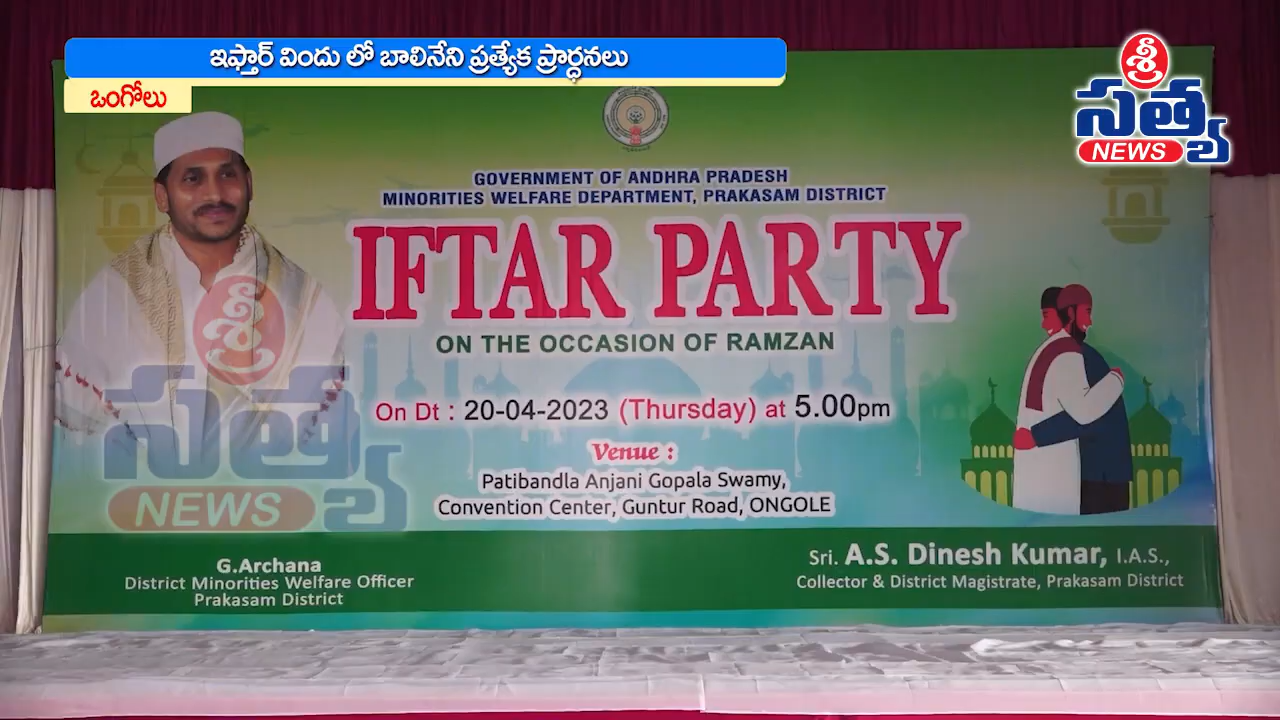 ఇఫ్తార్ విందు లో బాలినేని ప్రత్యేక ప్రార్ధనలు
ఒంగోలు
శ్రీ
సత్య
NEWS
GOVERNMENT OF ANDHRA PRADESH
MINORITIES WELFARE DEPARTMENT, PRAKASAM DISTRICT
IFTAR PARTY
ON THE OCCASION OF RAMZAN
On Dt : 20-04-2023 (Thursday) at 5.00pm
Venue :
Patibandla Anjani Gopala Swamy,
Convention Center, Guntur Road, ONGOLE
శ్రీ
సత్య
NEWS
G.Archana
District Minorities Welfare Officer
Prakasam District
Sri. A.S. Dinesh Kumar, I.A.S.,
Collector & District Magistrate, Prakasam District